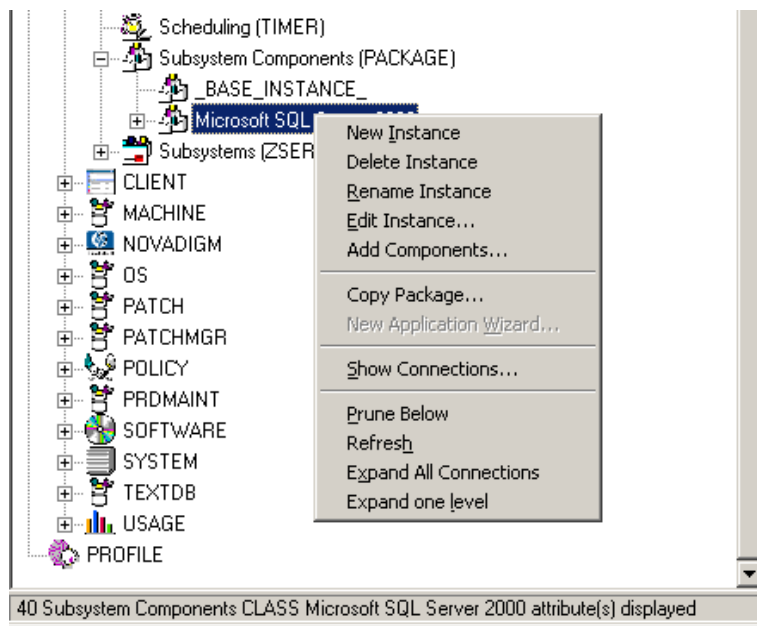 Scheduling (TIMER)
Subsystem Components (PACKAGE)
_BASE_INSTANCE_
Microsoft SQL
Subsystems (ZSER
CLIENT
MACHINE
NOVADIGM
OS
PATCH
PATCHMGR
POLICY
PRDMAINT
SOFTWARE
SYSTEM
TEXTDB
USAGE
PROFILE
New Instance
Delete Instance
Rename Instance
Edit Instance...
Add Components...
Copy Package...
New Application Wizard...
Show Connections...
Prune Below
Refresh
Expand All Connections
Expand one level
40 Subsystem Components CLASS Microsoft SQL Server 2000 attribute(s) displayed